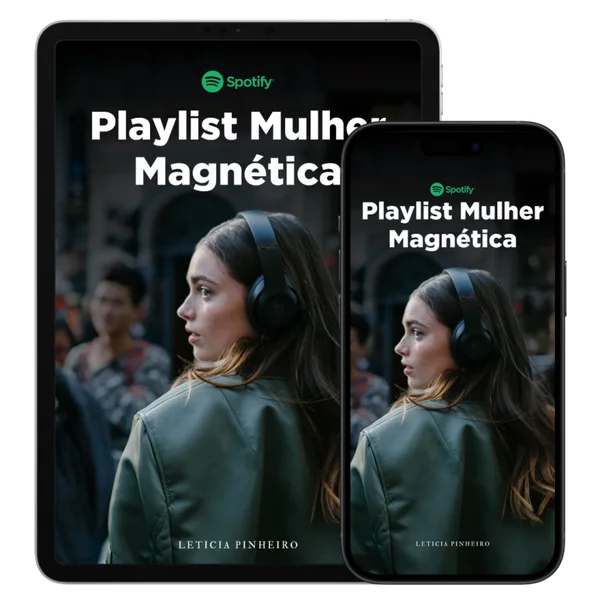 Spotify
Playlist Mulher
Magnética
LETICIA PINHEIRO
Spotify
Playlist Mulher
Magnética
LETICIA PINHEIRO